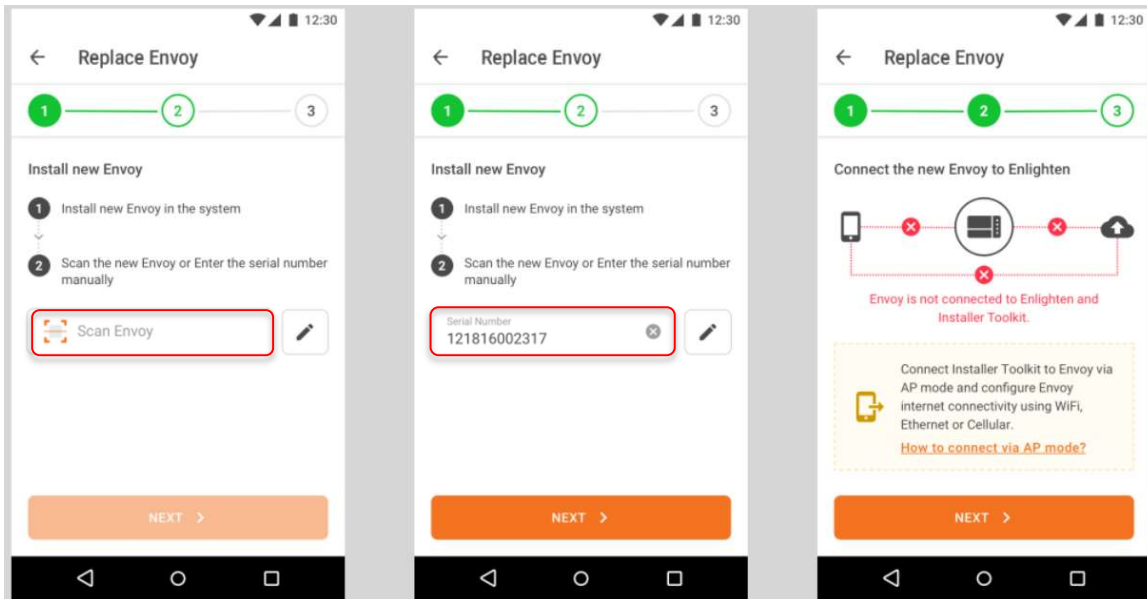 12:30
Replace Envoy
1
2
3
Install new Envoy
1 Install new Envoy in the system
2 Scan the new Envoy or Enter the serial number
manually
Scan Envoy
NEXT
12:30
Replace Envoy
1
2
3
Install new Envoy
1 Install new Envoy in the system
2 Scan the new Envoy or Enter the serial number
manually
Serial Number
121816002317
NEXT
12:30
Replace Envoy
1
2
3
Connect the new Envoy to Enlighten
Envoy is not connected to Enlighten and
Installer Toolkit.
Connect Installer Toolkit to Envoy via
AP mode and configure Envoy
internet connectivity using WiFi,
Ethernet or Cellular.
How to connect via AP mode?
NEXT